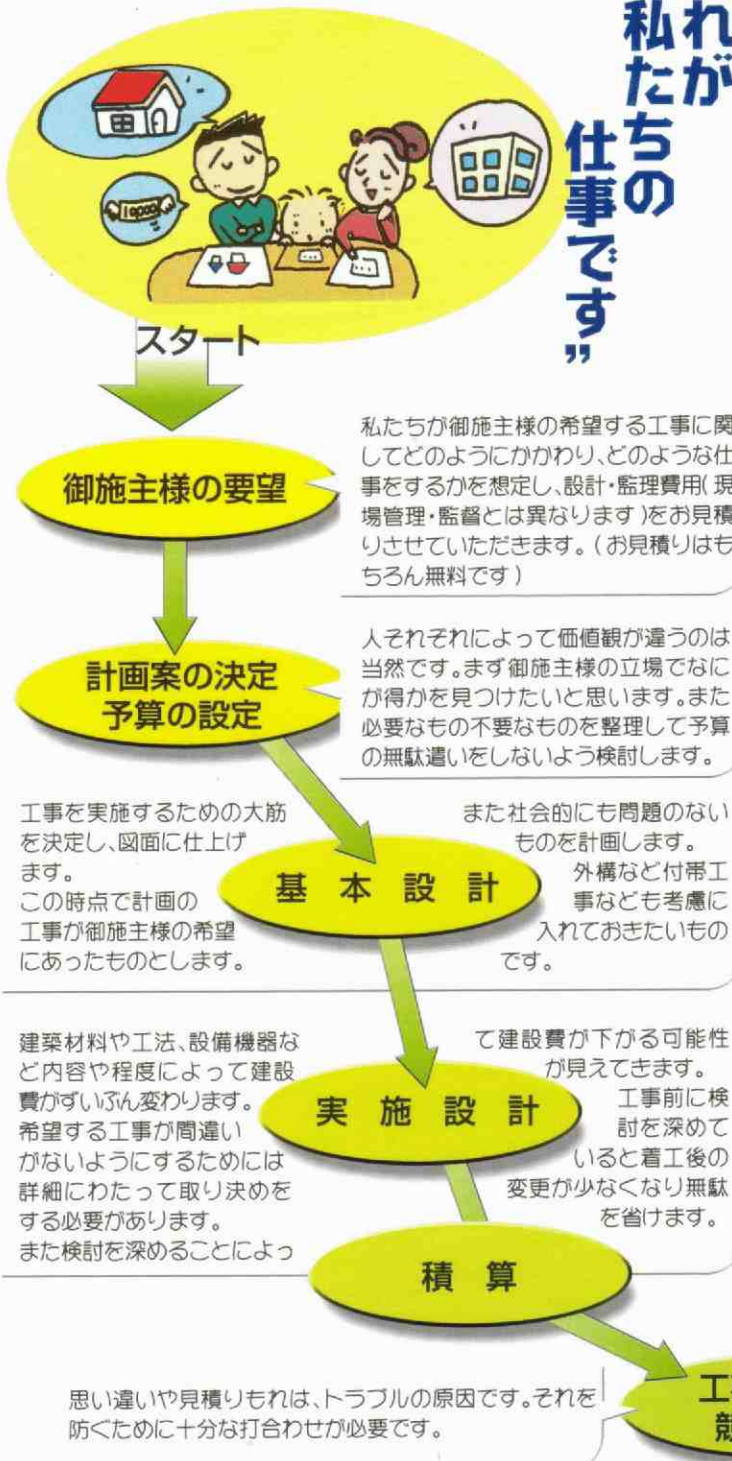 れが
私たちの
仕事です”
10000
スタート
御施主様の要望
私たちが御施主様の希望する工事に関
してどのようにかかわり、どのような仕
事をするかを想定し、設計・監理費用(現
場管理・監督とは異なります)をお見積
りさせていただきます。(お見積りはも
ちろん無料です)
計画案の決定
予算の設定
人それぞれによって価値観が違うのは
当然です。まず御施主様の立場でなに
が得かを見つけたいと思います。また
必要なもの不要なものを整理して予算
の無駄遣いをしないよう検討します。
工事を実施するための大筋
を決定し、図面に仕上げ
ます。
この時点で計画の
工事が御施主様の希望
にあったものとします。
基本設計
また社会的にも問題のない
ものを計画します。
外構など付帯工
事なども考慮に
入れておきたいもの
です。
建築材料や工法、設備機器な
ど内容や程度によって建設
費がずいぶん変わります。
希望する工事が間違い
がないようにするためには
詳細にわたって取り決めを
する必要があります。
また検討を深めることによっ
実施設計
て建設費が下がる可能性
が見えてきます。
工事前に検
討を深めて
いると着工後の
変更が少なくなり無駄
を省けます。
積算
思い違いや見積りもれは、トラブルの原因です。それを
防ぐために十分な打合わせが必要です。
工
競